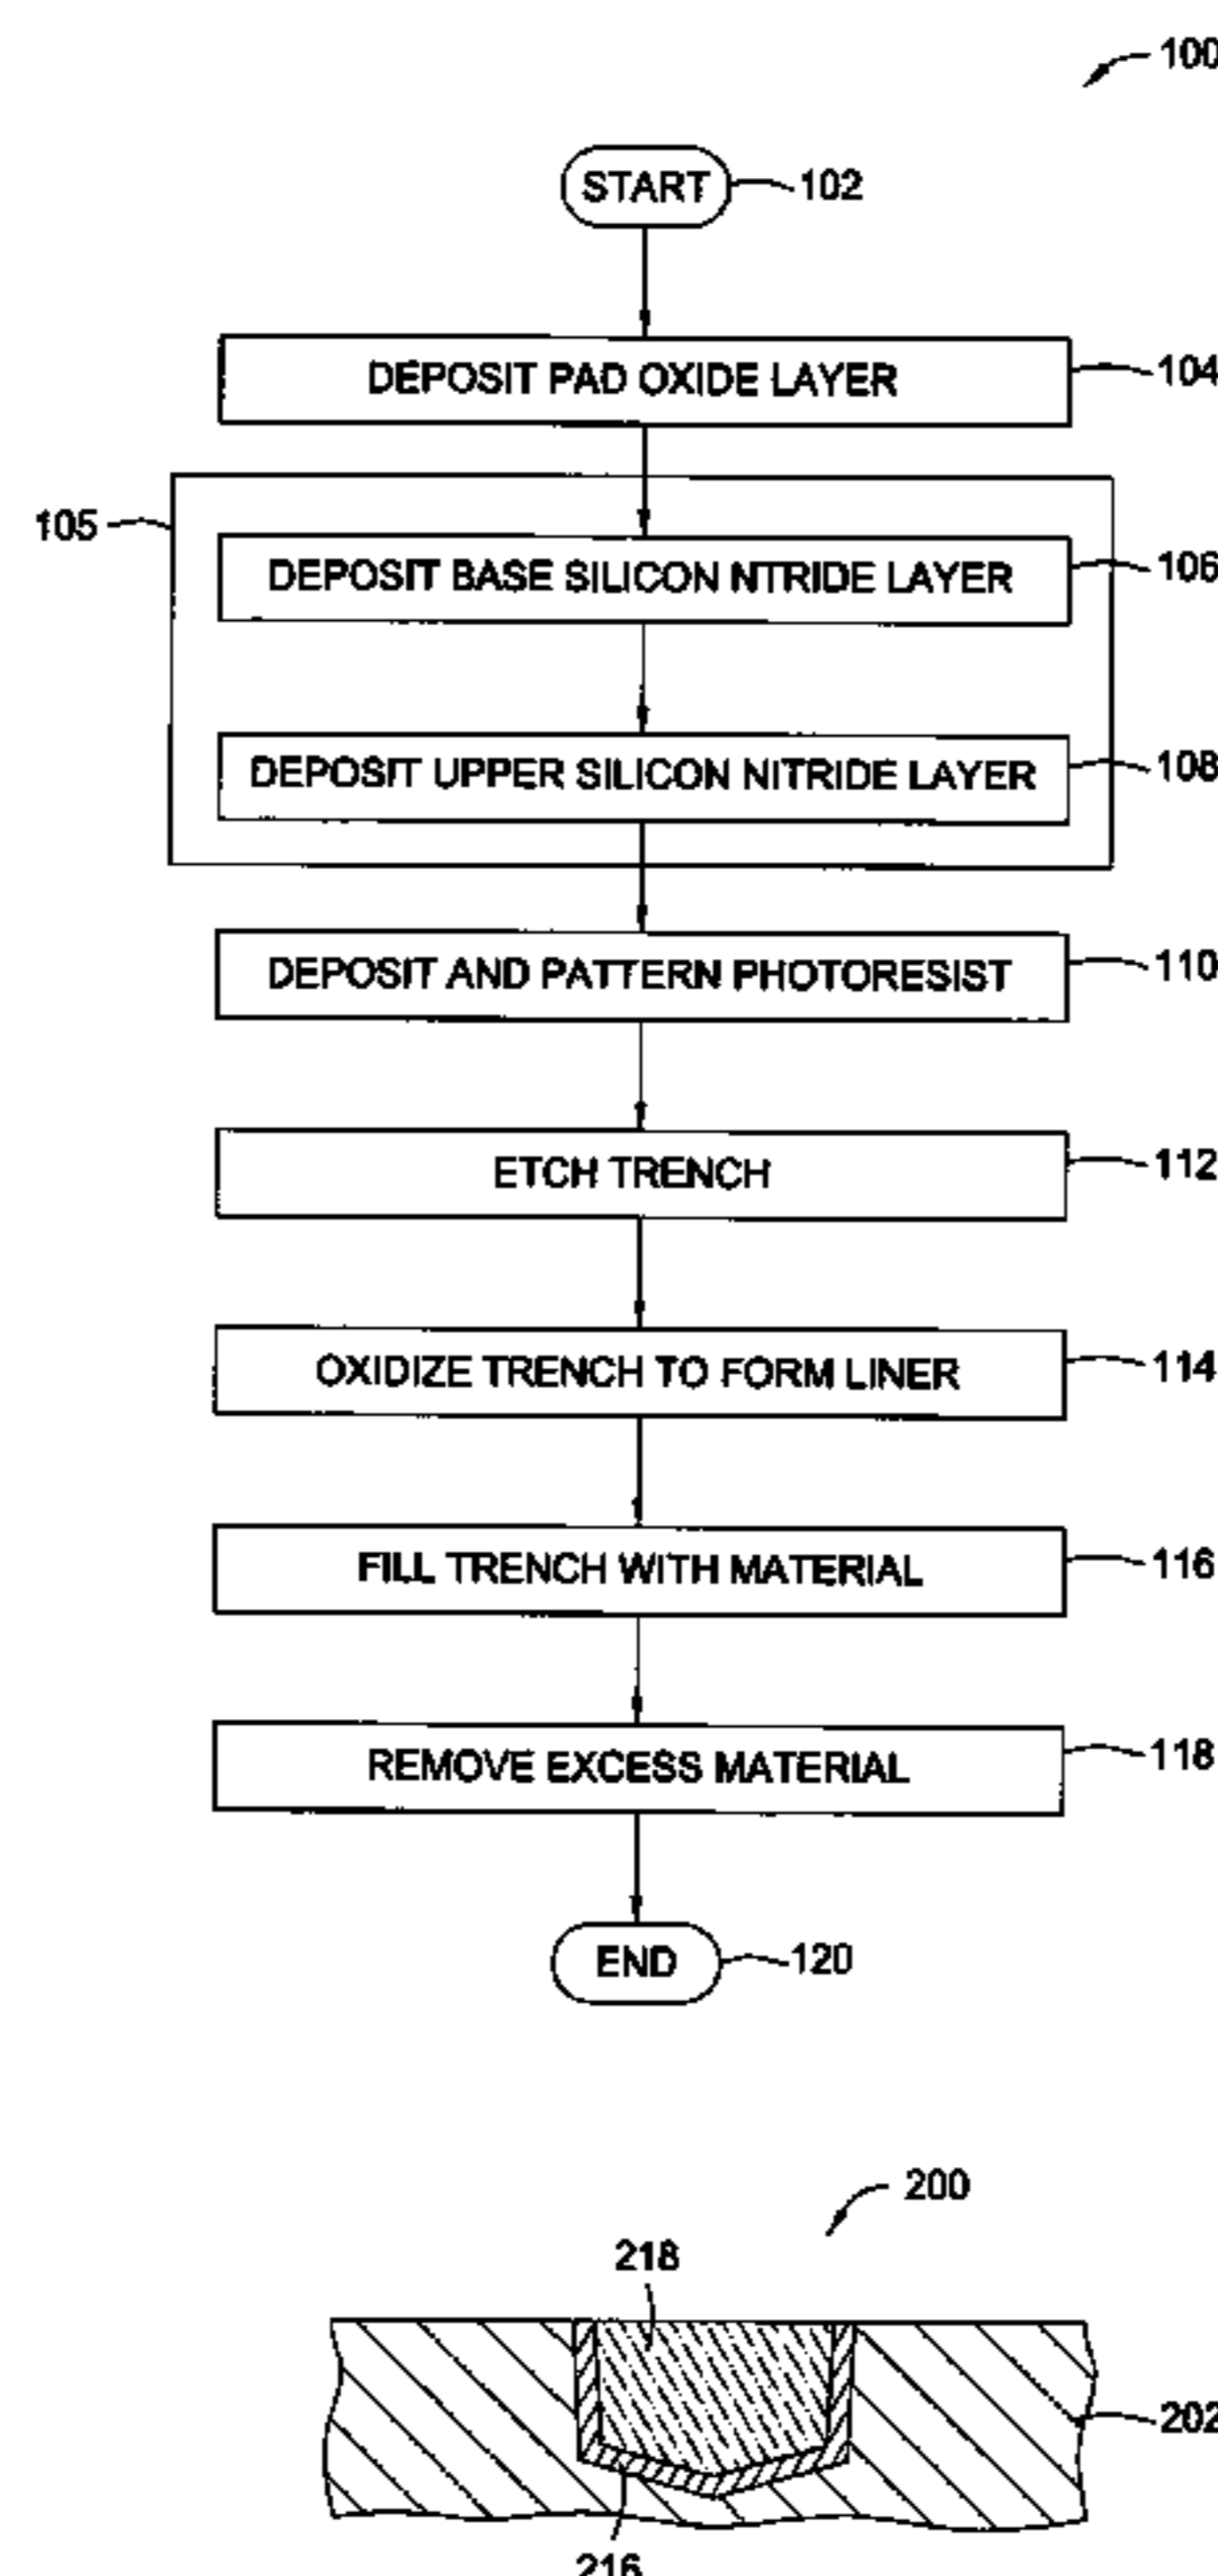 100
START 102
DEPOSIT PAD OXIDE LAYER 104
105
DEPOSIT BASE SILICON NTRIDE LAYER 106
DEPOSIT UPPER SILICON NITRIDE LAYER 108
DEPOSIT AND PATTERN PHOTORESIST 110
ETCH TRENCH 112
OXIDIZE TRENCH TO FORM LINER 114
FILL TRENCH WITH MATERIAL 116
REMOVE EXCESS MATERIAL 118
END 120
200
218
202
216